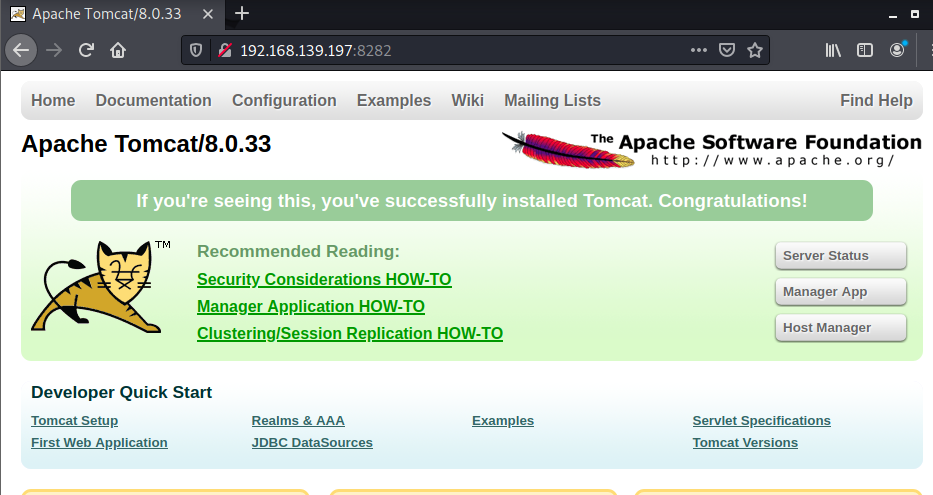 Apache Tomcat/8.0.33
192.168.139.197:8282
Home Documentation Configuration Examples Wiki Mailing Lists Find Help
Apache Tomcat/8.0.33
The Apache Software Foundation
http://www.apache.org/
If you're seeing this, you've successfully installed Tomcat. Congratulations!
TM
Recommended Reading:
Security Considerations HOW-TO
Manager Application HOW-TO
Clustering/Session Replication HOW-TO
Server Status
Manager App
Host Manager
Developer Quick Start
Tomcat Setup Realms & AAA Examples Servlet Specifications
First Web Application JDBC DataSources Tomcat Versions